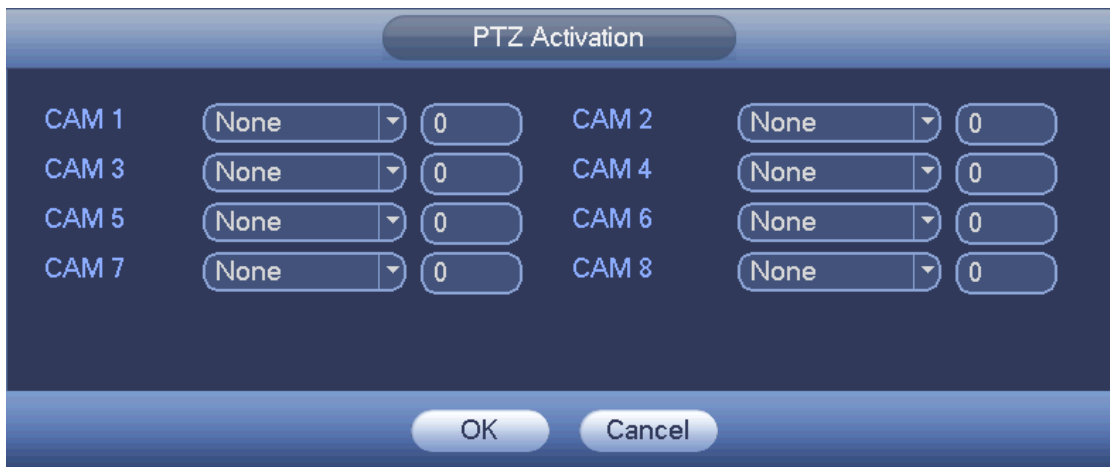 PTZ Activation
CAM 1 None 0 CAM 2 None 0
CAM 3 None 0 CAM 4 None 0
CAM 5 None 0 CAM 6 None 0
CAM 7 None 0 CAM 8 None 0
OK Cancel